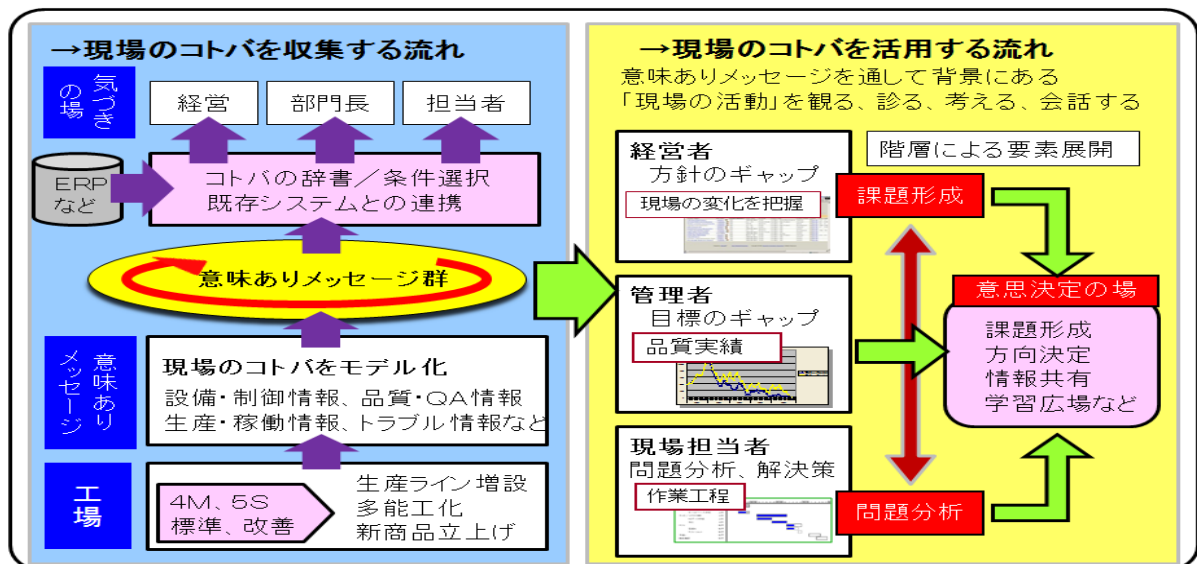 →現場のコトバを収集する流れ
気づき
の場
経営
部門長
担当者
ERP
など
コトバの辞書／条件選択
既存システムとの連携
意味ありメッセージ群
意味あり
メッセージ
現場のコトバをモデル化
設備・制御情報、品質・QA情報
生産・稼働情報、トラブル情報など
工場
4M、5S
標準、改善
生産ライン増設
多能工化
新商品立上げ
→現場のコトバを活用する流れ
意味ありメッセージを通して背景にある
「現場の活動」を観る、診る、考える、会話する
経営者
方針のギャップ
現場の変化を把握
階層による要素展開
課題形成
管理者
目標のギャップ
品質実績
意思決定の場
課題形成
方向決定
情報共有
学習広場など
現場担当者
問題分析、解決策
作業工程
問題分析